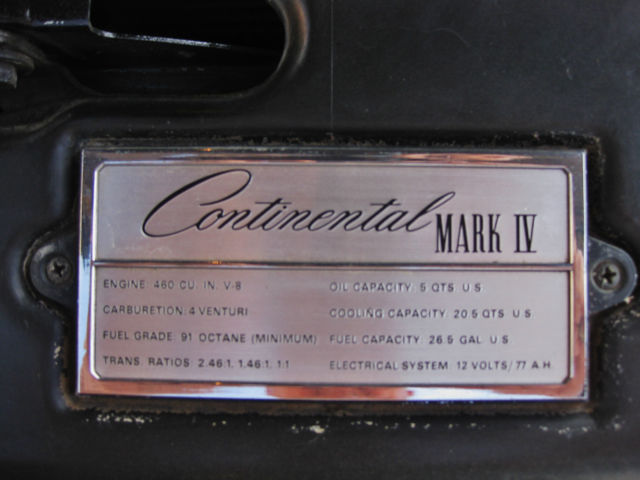 Continental MARK IV
ENGINE: 460 CU. IN. V-8
CARBURETION: 4 VENTURI
FUEL GRADE: 91 OCTANE (MINIMUM)
TRANS. RATIOS: 2.46:1, 1.46:1, 1:1
OIL CAPACITY: 5 QTS U.S
COOLING CAPACITY: 20.5 QTS U.S
FUEL CAPACITY: 26.5 GAL. U.S
ELECTRICAL SYSTEM: 12 VOLTS/77 A.H.